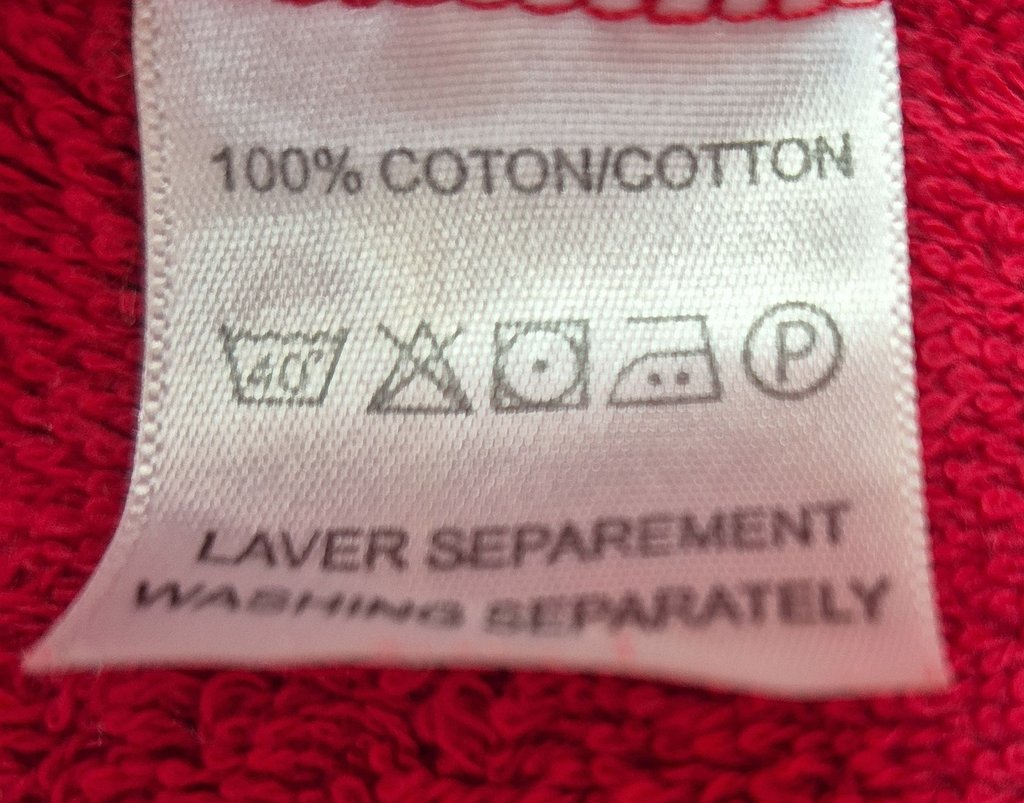 100% COTON/COTTON
40° P
LAVER SEPAREMENT
WASHING SEPARATELY